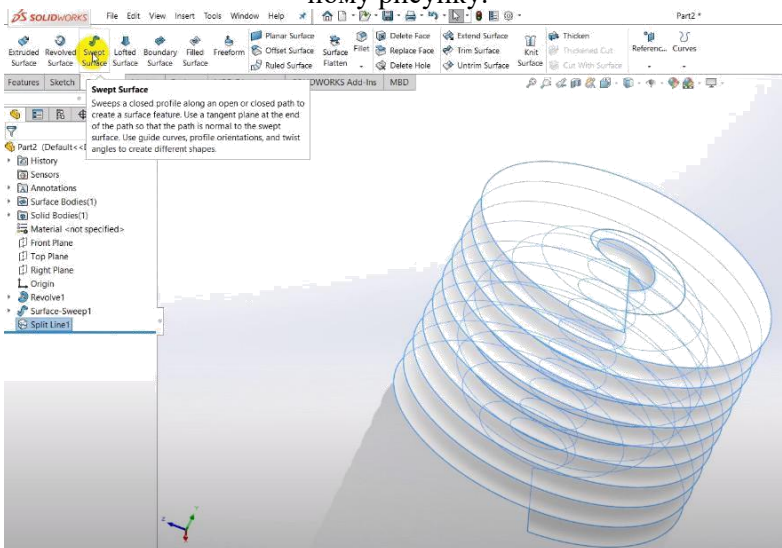 ному рисунку.
SOLIDWORKS File Edit View Insert Tools Window Help Part2 *
Extruded Surface
Revolved Surface
Swept Surface
Lofted Surface
Boundary Surface
Filled Surface
Freeform
Planar Surface
Offset Surface
Ruled Surface
Surface Flatten
Fillet
Delete Face
Replace Face
Delete Hole
Extend Surface
Trim Surface
Untrim Surface
Knit Surface
Thicken
Thickened Cut
Cut With Surface
Referenc...
Curves
Features Sketch SOLIDWORKS Add-Ins MBD
Swept Surface
Sweeps a closed profile along an open or closed path to
create a surface feature. Use a tangent plane at the end
of the path so that the path is normal to the swept
surface. Use guide curves, profile orientations, and twist
angles to create different shapes.
Part2 (Default<<
History
Sensors
Annotations
Surface Bodies(1)
Solid Bodies(1)
Material <not specified>
Front Plane
Top Plane
Right Plane
Origin
Revolve1
Surface-Sweep1
Split Line1